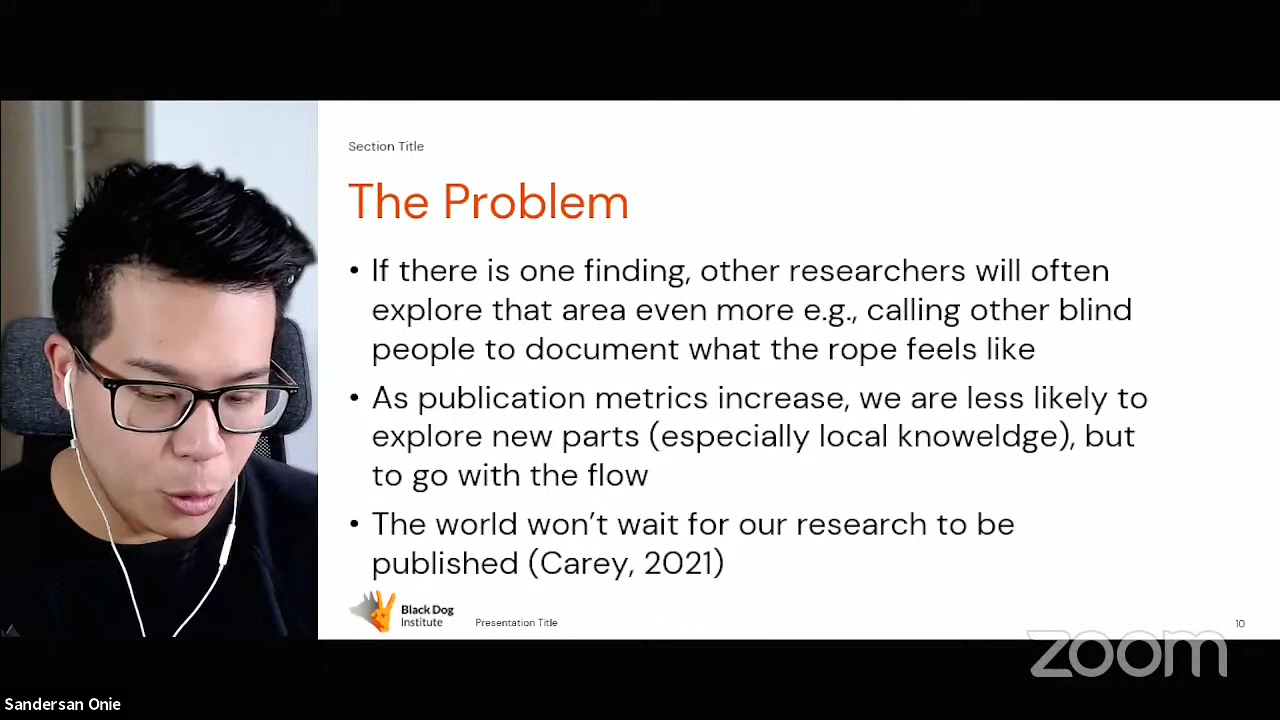 Section Title
The Problem
• If there is one finding, other researchers will often
explore that area even more e.g., calling other blind
people to document what the rope feels like
• As publication metrics increase, we are less likely to
explore new parts (especially local knoweldge), but
to go with the flow
• The world won't wait for our research to be
published (Carey, 2021)
Black Dog
Institute
Presentation Title
10
zoom
Sandersan Onie